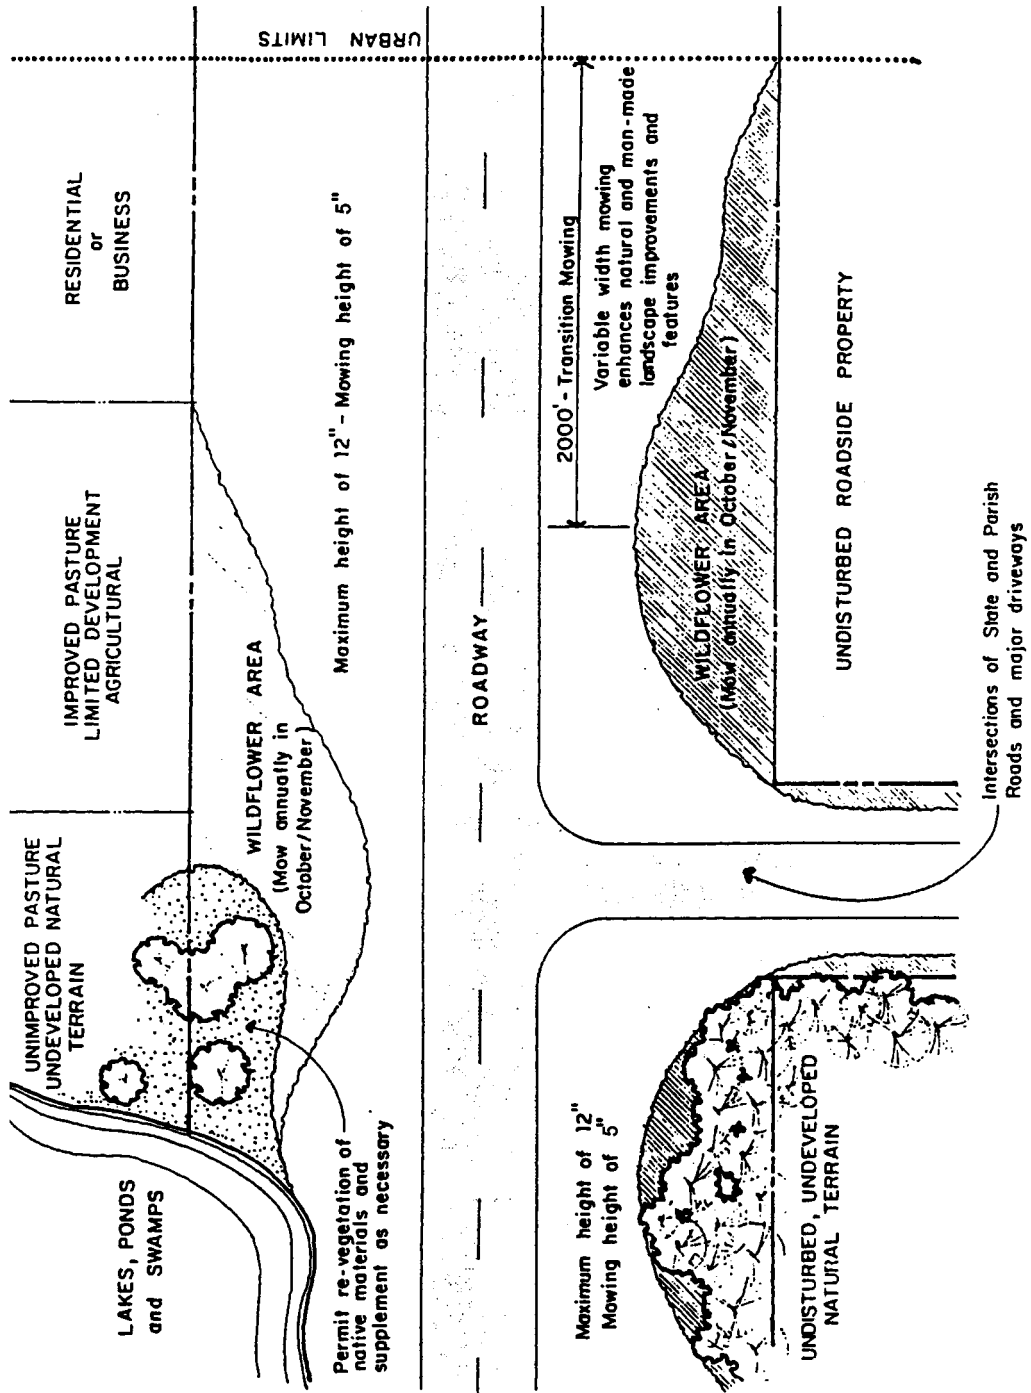 LAKES, PONDS
and SWAMPS
UNIMPROVED PASTURE
UNDEVELOPED NATURAL
TERRAIN
IMPROVED PASTURE
LIMITED DEVELOPMENT
AGRICULTURAL
RESIDENTIAL
or
BUSINESS
URBAN LIMITS
WILDFLOWER AREA
(Mow annually in
October/November)
Permit re-vegetation of
native materials and
supplement as necessary
Maximum height of 12" - Mowing height of 5"
ROADWAY
2000' - Transition Mowing
Variable width mowing
enhances natural and man-made
landscape improvements and
features
Maximum height of 12"
Mowing height of 5"
WILDFLOWER AREA
(Mow annually in October/November)
UNDISTURBED, UNDEVELOPED
NATURAL TERRAIN
UNDISTURBED ROADSIDE PROPERTY
Intersections of State and Parish
Roads and major driveways